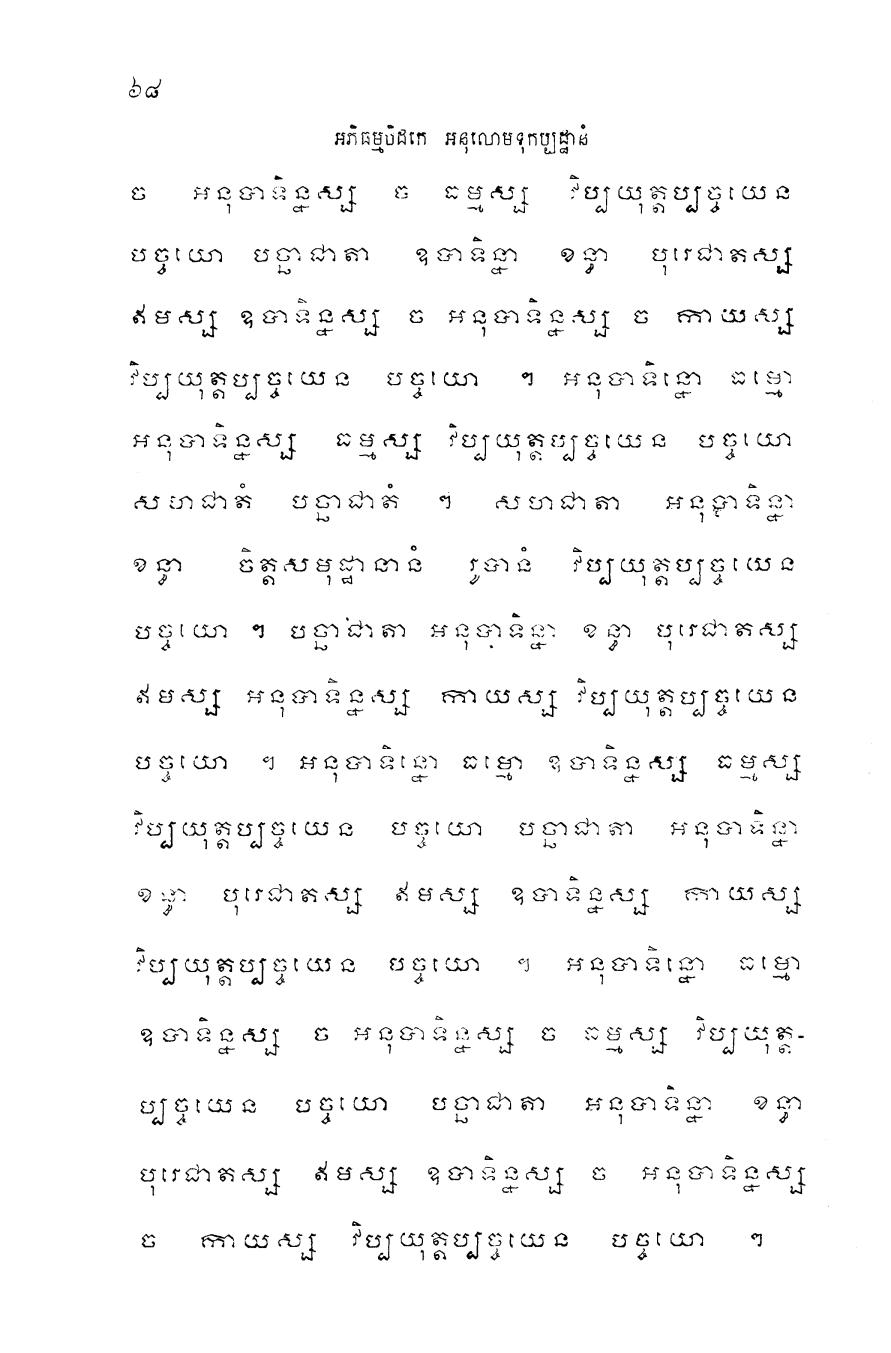 ៦៨
អភិធម្មបិដកេ អនុលោមទុកប្បដ្ឋានំ
ច អនុបាទិន្នស្ស ច ធម្មស្ស វិប្បយុត្តប្បច្ចយេន
បច្ចយោ បច្ឆាជាតា ឧបាទិន្នា ខន្ធា បុរេជាតស្ស
ឥមស្ស ឧបាទិន្នស្ស ច អនុបាទិន្នស្ស ច កាយស្ស
វិប្បយុត្តប្បច្ចយេន បច្ចយោ ។ អនុបាទិន្នោ ធម្មោ
អនុបាទិន្នស្ស ធម្មស្ស វិប្បយុត្តប្បច្ចយេន បច្ចយោ
សហជាតំ បច្ឆាជាតំ ។ សហជាតា អនុបាទិន្នា
ខន្ធា ចិត្តសមុដ្ឋានានំ រូបានំ វិប្បយុត្តប្បច្ចយេន
បច្ចយោ ។ បច្ឆាជាតា អនុបាទិន្នា ខន្ធា បុរេជាតស្ស
ឥមស្ស អនុបាទិន្នស្ស កាយស្ស វិប្បយុត្តប្បច្ចយេន
បច្ចយោ ។ អនុបាទិន្នោ ធម្មោ ឧបាទិន្នស្ស ធម្មស្ស
វិប្បយុត្តប្បច្ចយេន បច្ចយោ បច្ឆាជាតា អនុបាទិន្នា
ខន្ធា បុរេជាតស្ស ឥមស្ស ឧបាទិន្នស្ស កាយស្ស
វិប្បយុត្តប្បច្ចយេន បច្ចយោ ។ អនុបាទិន្នោ ធម្មោ
ឧបាទិន្នស្ស ច អនុបាទិន្នស្ស ច ធម្មស្ស វិប្បយុត្ត-
ប្បច្ចយេន បច្ចយោ បច្ឆាជាតា អនុបាទិន្នា ខន្ធា
បុរេជាតស្ស ឥមស្ស ឧបាទិន្នស្ស ច អនុបាទិន្នស្ស
ច កាយស្ស វិប្បយុត្តប្បច្ចយេន បច្ចយោ ។